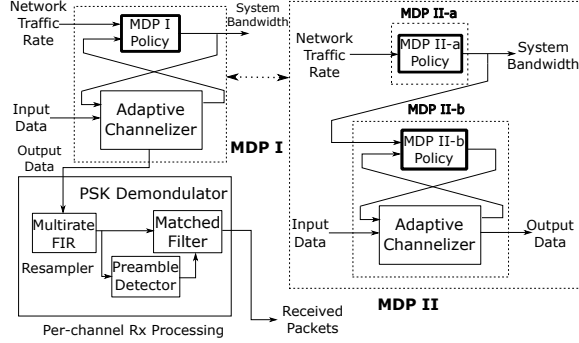 Network
Traffic
Rate
MDP I
Policy
System
Bandwidth
Input
Data
Adaptive
Channelizer
MDP I
Output
Data
PSK Demondulator
Multirate
FIR
Resampler
Matched
Filter
Preamble
Detector
Per-channel Rx Processing
Received
Packets
MDP II-a
Network
Traffic
Rate
MDP II-a
Policy
System
Bandwidth
MDP II-b
MDP II-b
Policy
Input
Data
Adaptive
Channelizer
Output
Data
MDP II